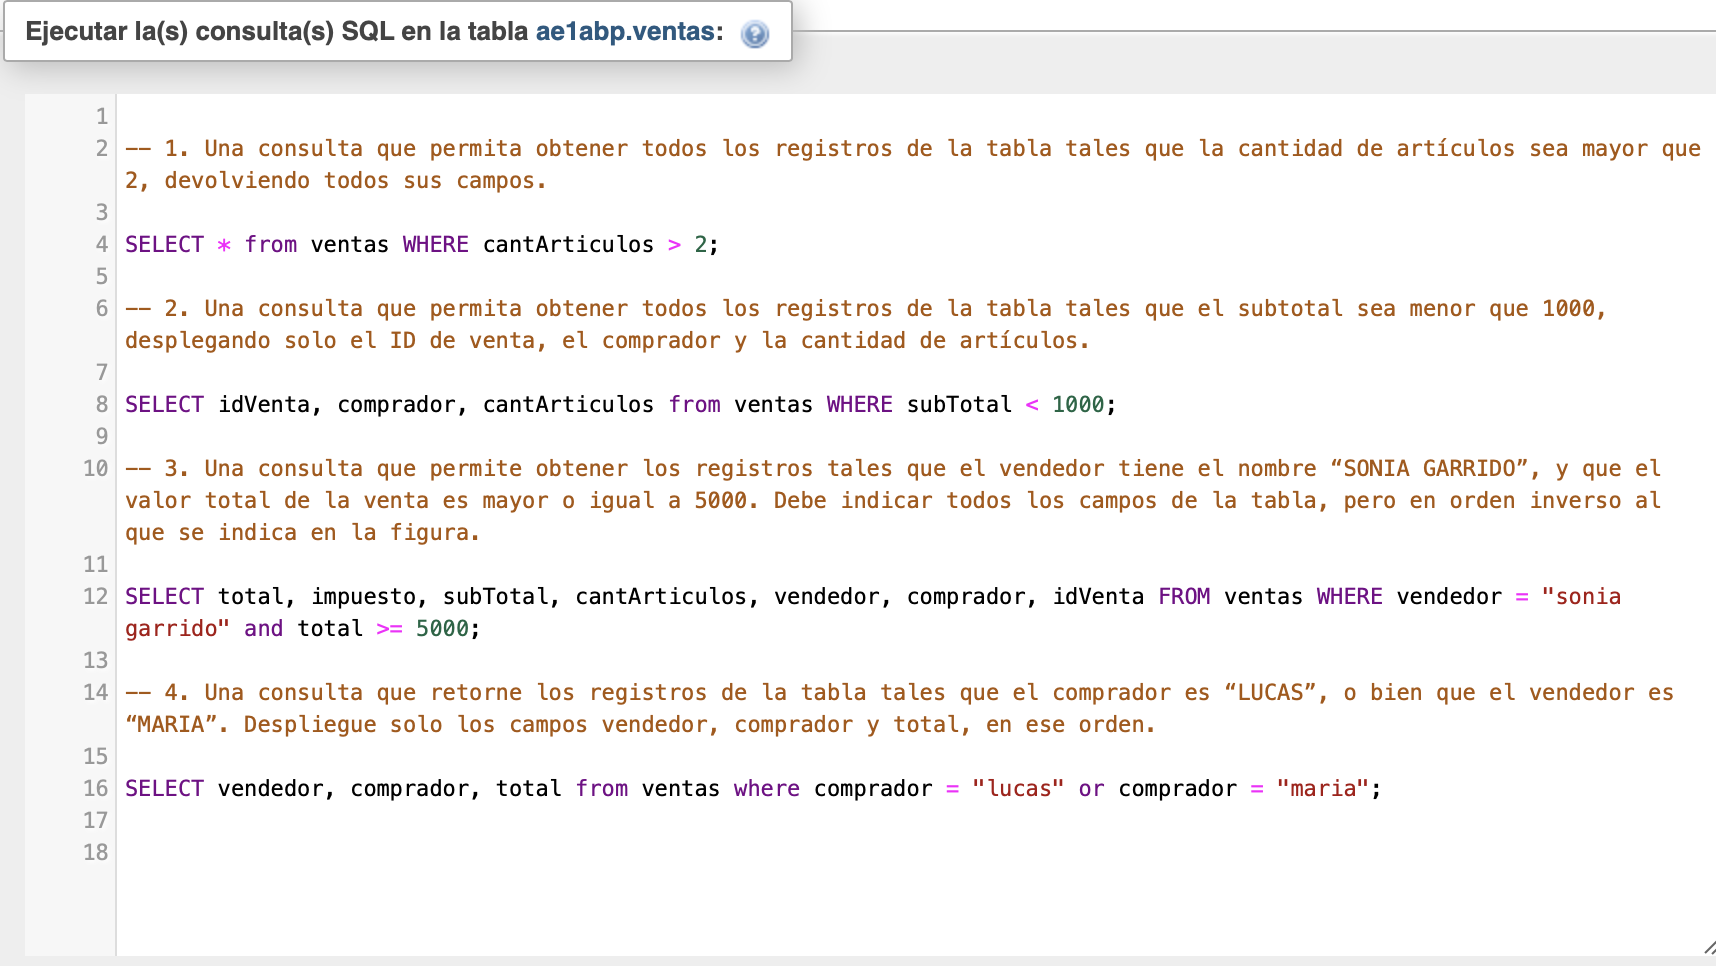 Ejecutar la(s) consulta(s) SQL en la tabla ae1abp.ventas:
1
2 -- 1. Una consulta que permita obtener todos los registros de la tabla tales que la cantidad de artículos sea mayor que
2, devolviendo todos sus campos.
3
4 SELECT * from ventas WHERE cantArticulos > 2;
5
6 -- 2. Una consulta que permita obtener todos los registros de la tabla tales que el subtotal sea menor que 1000,
desplegando solo el ID de venta, el comprador y la cantidad de artículos.
7
8 SELECT idVenta, comprador, cantArticulos from ventas WHERE subTotal < 1000;
9
10 -- 3. Una consulta que permite obtener los registros tales que el vendedor tiene el nombre “SONIA GARRIDO”, y que el
valor total de la venta es mayor o igual a 5000. Debe indicar todos los campos de la tabla, pero en orden inverso al
que se indica en la figura.
11
12 SELECT total, impuesto, subTotal, cantArticulos, vendedor, comprador, idVenta FROM ventas WHERE vendedor = "sonia
garrido" and total >= 5000;
13
14 -- 4. Una consulta que retorne los registros de la tabla tales que el comprador es “LUCAS”, o bien que el vendedor es
“MARIA”. Despliegue solo los campos vendedor, comprador y total, en ese orden.
15
16 SELECT vendedor, comprador, total from ventas where comprador = "lucas" or comprador = "maria";
17
18